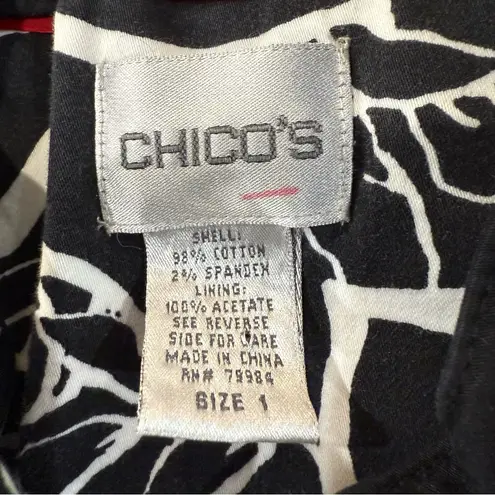 CHICO'S
SHELL:
98% COTTON
2% SPANDEX
LINING:
100% ACETATE
SEE REVERSE
SIDE FOR CARE
MADE IN CHINA
RN# 79984
SIZE 1